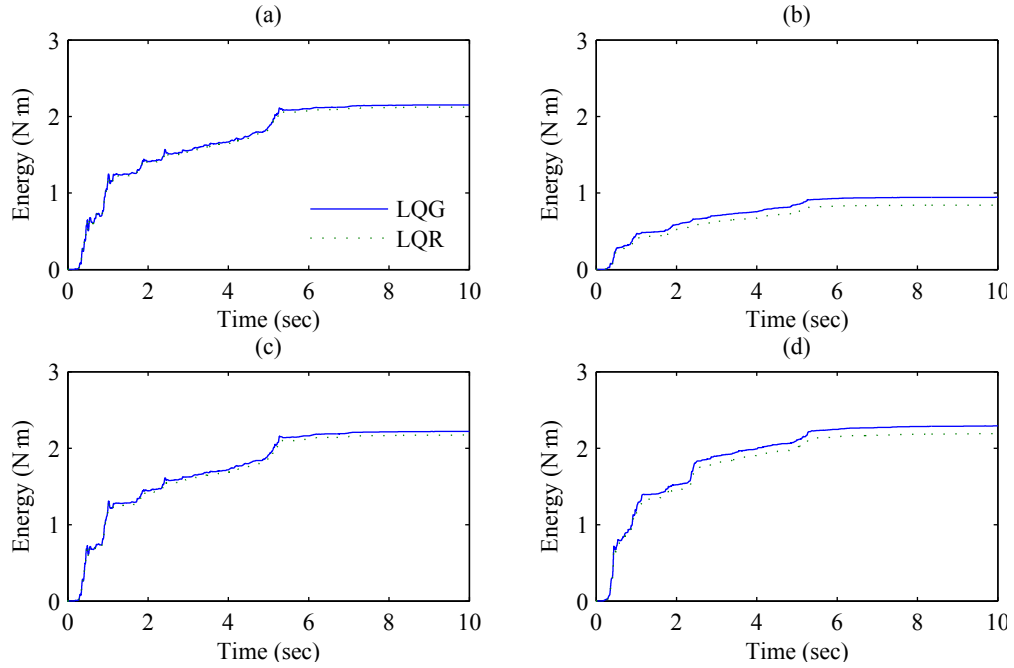 (a)
3
2
1
0
Energy (N·m)
LQG
LQR
0 2 4 6 8 10
Time (sec)
(b)
3
2
1
0
Energy (N·m)
0 2 4 6 8 10
Time (sec)
(c)
3
2
1
0
Energy (N·m)
0 2 4 6 8 10
Time (sec)
(d)
3
2
1
0
Energy (N·m)
0 2 4 6 8 10
Time (sec)